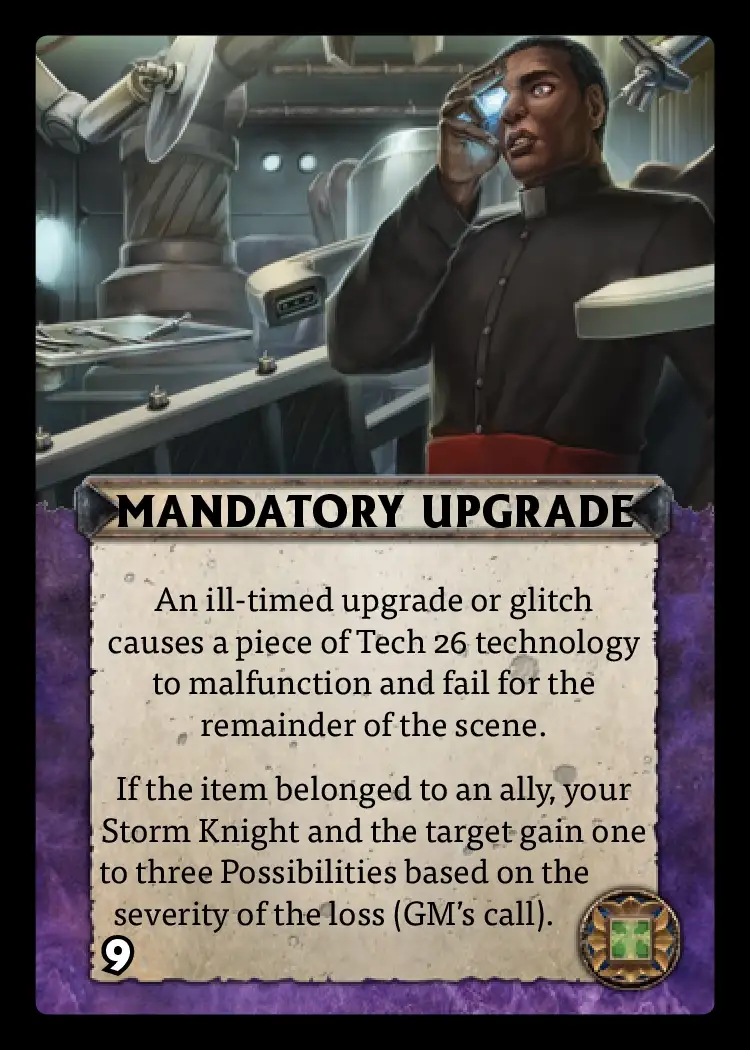 MANDATORY UPGRADE
An ill-timed upgrade or glitch
causes a piece of Tech 26 technology
to malfunction and fail for the
remainder of the scene.
If the item belonged to an ally, your
Storm Knight and the target gain one
to three Possibilities based on the
severity of the loss (GM’s call).
9